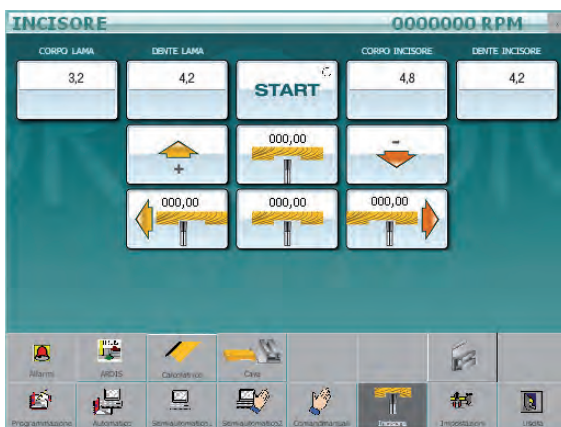 INCISORE 0000000 RPM
CORPO LAMA DENTE LAMA CORPO INCISORE DENTE INCISORE
3,2 4,2 START C 4,8 4,2
+ 000,00 -
000,00 000,00 000,00
Allarmi ARDIS Calcolatrice Cava
Programmazione Automatico Semiautomatico1 Semiautomatico2 Comandi manuali Incisore Impostazioni Uscita